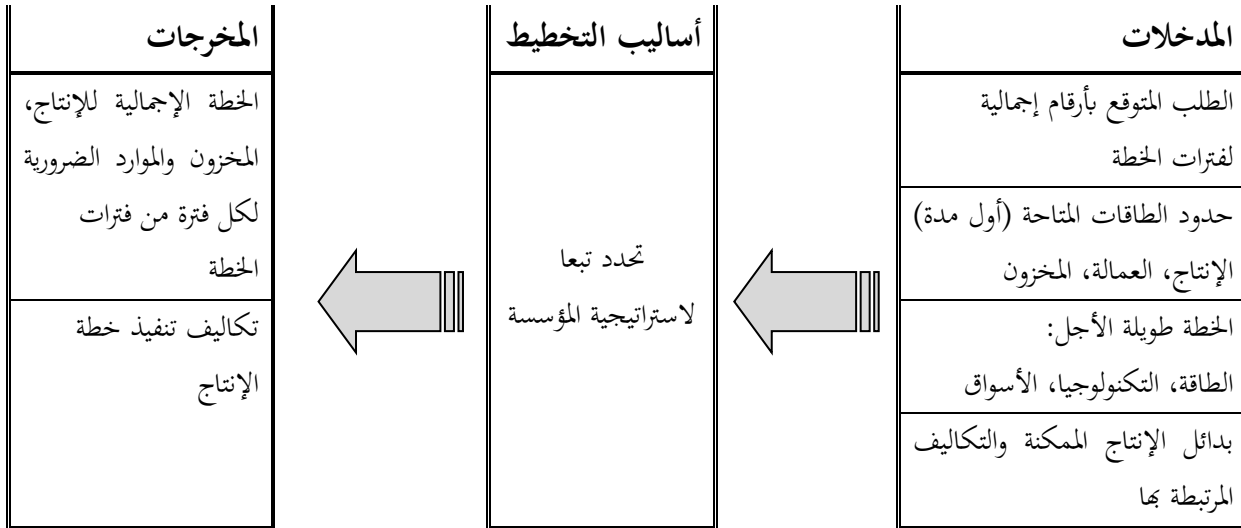 المدخلات
الطلب المتوقع بأرقام إجمالية
لفترات الخطة
حدود الطاقات المتاحة (أول مدة)
الإنتاج، العمالة، المخزون
الخطة طويلة الأجل:
الطاقة، التكنولوجيا، الأسواق
بدائل الإنتاج الممكنة والتكاليف
المرتبطة بها
أساليب التخطيط
تحدد تبعا
لاستراتيجية المؤسسة
المخرجات
الخطة الإجمالية للإنتاج،
المخزون والموارد الضرورية
لكل فترة من فترات
الخطة
تكاليف تنفيذ خطة
الإنتاج